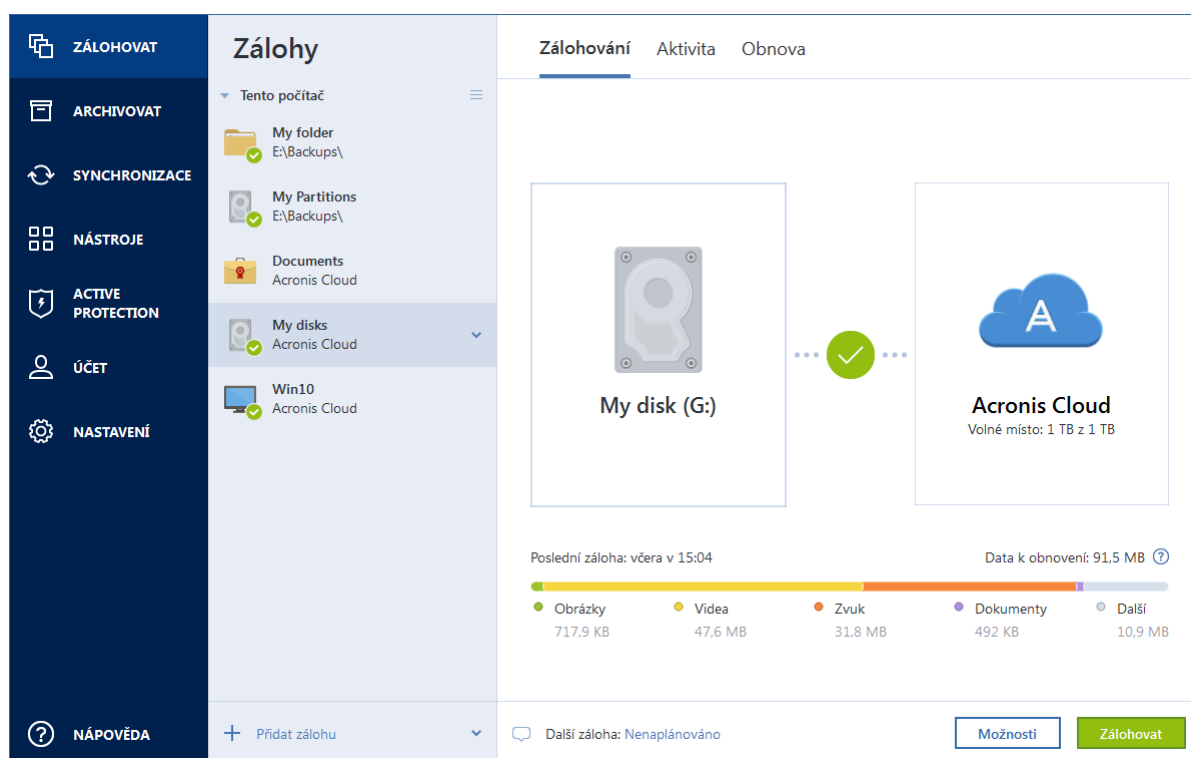 ZÁLOHOVAT
ARCHIVOVAT
SYNCHRONIZACE
NÁSTROJE
ACTIVE
PROTECTION
ÚČET
NASTAVENÍ
NÁPOVĚDA
Zálohy
Tento počítač
My folder
E:\Backups\
My Partitions
E:\Backups\
Documents
Acronis Cloud
My disks
Acronis Cloud
Win10
Acronis Cloud
Přidat zálohu
Zálohování Aktivita Obnova
My disk (G:)
A
Acronis Cloud
Volné místo: 1 TB z 1 TB
Poslední záloha: včera v 15:04 Data k obnovení: 91,5 MB ?
Obrázky Videa Zvuk Dokumenty Další
717,9 KB 47,6 MB 31,8 MB 492 KB 10,9 MB
Další záloha: Nenaplánováno Možnosti Zálohovat